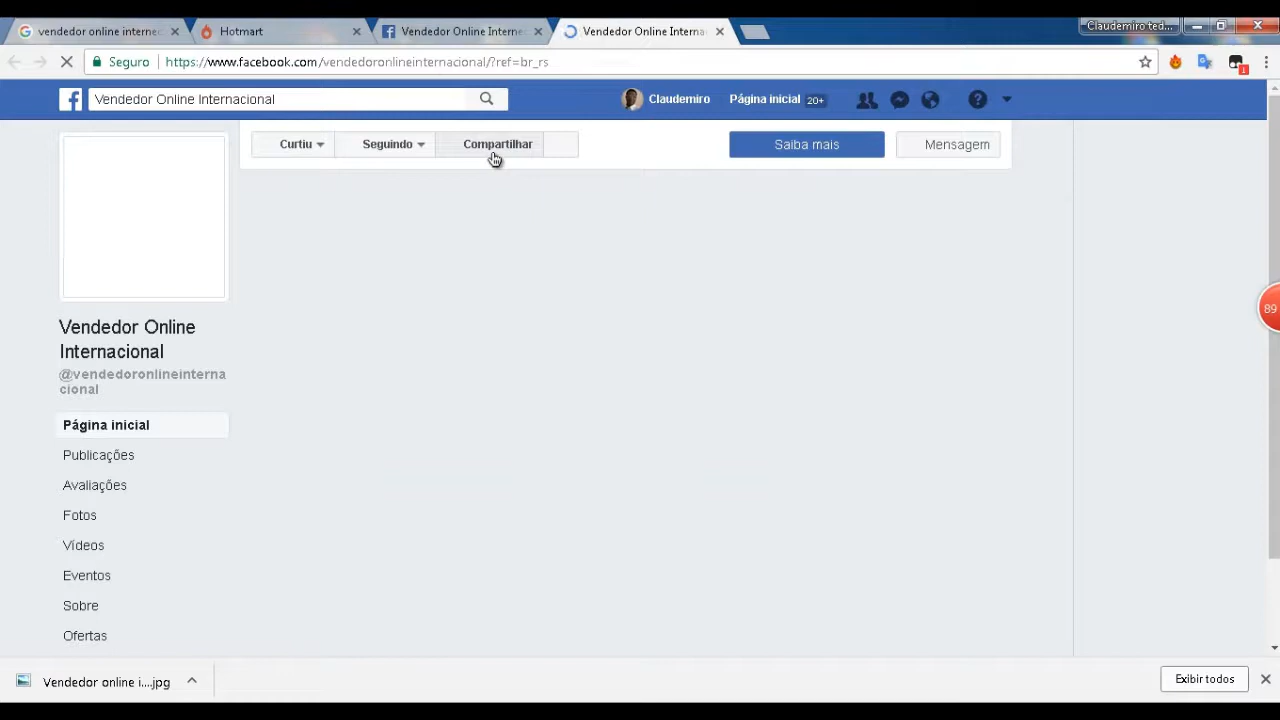 vendedor online interne
Hotmart
Vendedor Online Interne
Vendedor Online Interna
Claudemiro ted...
Seguro
https://www.facebook.com/vendedoronlineinternacional/?ref=br_rs
1
f
Vendedor Online Internacional
Claudemiro
Página inicial 20+
Curtiu
Seguindo
Compartilhar
Saiba mais
Mensagem
89
Vendedor Online
Internacional
@vendedoronlineinterna
cional
Página inicial
Publicações
Avaliações
Fotos
Vídeos
Eventos
Sobre
Ofertas
Vendedor online i....jpg
Exibir todos